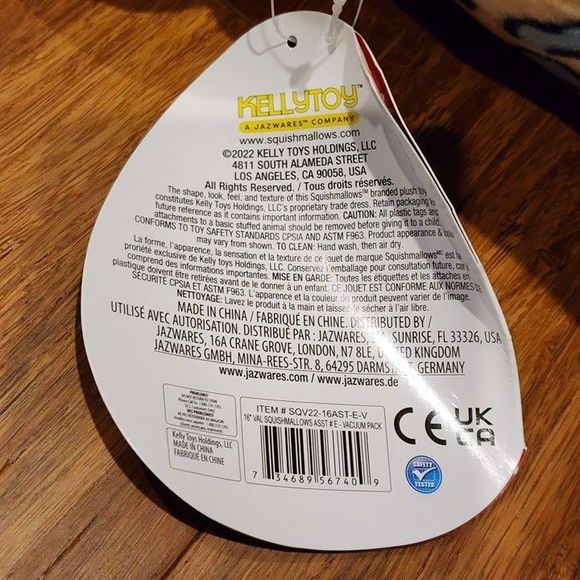 KELLYTOY™
A JAZWARES™ COMPANY
www.squishmallows.com
©2022 KELLY TOYS HOLDINGS, LLC
4811 SOUTH ALAMEDA STREET
LOS ANGELES, CA 90058, USA
All Rights Reserved. / Tous droits réservés.
The shape, look, feel, and texture of this Squishmallows™ branded plush toy
constitutes Kelly Toys Holdings, LLC's proprietary trade dress. Retain packaging
future reference as it contains important information. CAUTION: All plastic tags and
attachments to a basic stuffed animal should be removed before giving it to a child.
CONFORMS TO TOY SAFETY STANDARDS CPSIA AND ASTM F963. Product appearance &
may vary from shown. TO CLEAN: Hand wash, then air dry.
La forme, l'apparence, la sensation et la texture de ce jouet de marque Squishmallows est la
propriété exclusive de Kelly Toys Holdings, LLC. Conservez l'emballage pour consultation future, car
comprend des informations importantes. MISE EN GARDE: Toutes les étiquettes et les attaches en
plastique doivent être retirées avant de le donner à un enfant. CE JOUET EST CONFORME AUX NORMES DE
SÉCURITÉ CPSIA ET ASTM F963. L'apparence et la couleur du produit peuvent varier de l'image.
NETTOYAGE: Lavez le produit à la main et laissez-le sécher à l'air libre.
MADE IN CHINA / FABRIQUÉ EN CHINE. DISTRIBUTED BY /
UTILISÉ AVEC AUTORISATION. DISTRIBUÉ PAR : JAZWARES, SUNRISE, FL 33326, USA
JAZWARES, 16A CRANE GROVE, LONDON, N7 8LE, UNITED KINGDOM
JAZWARES GMBH, MINA-REES-STR. 8, 64295 DARMSTADT GERMANY
www.jazwares.com / www.jazwares.de
PROBLEMS?
DO NOT RETURN TO STORE
PROBLÈMES?
Kelly Toys Holdings, LLC
MADE IN CHINA
FABRIQUÉ EN CHINE
ITEM # SQV22-16AST-E-V
16" VAL SQUISHMALLOWS ASST # E - VACUUM PACK
7 34689 56740 9
CE
UK
CA
SAFETY
TESTED